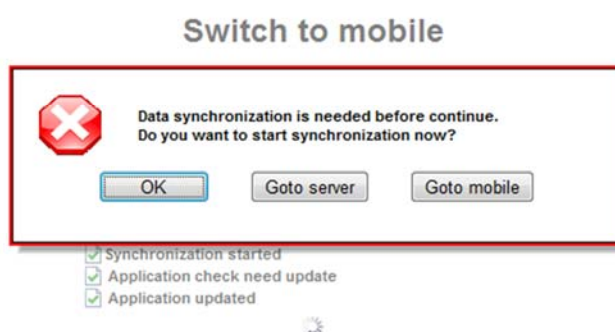 Switch to mobile
Data synchronization is needed before continue.
Do you want to start synchronization now?
OK Goto server Goto mobile
Synchronization started
Application check need update
Application updated